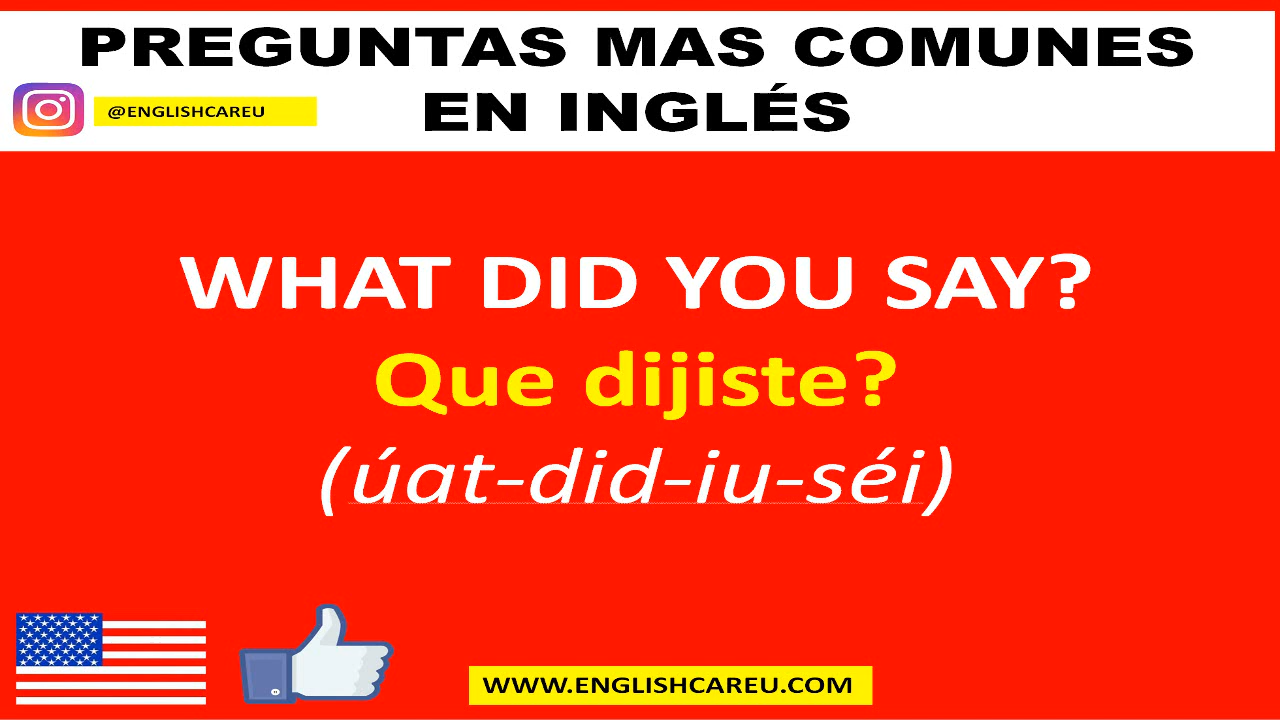 PREGUNTAS MAS COMUNES
EN INGLÉS
@ENGLISHCAREU
WHAT DID YOU SAY?
Que dijiste?
(úat-did-iu-séi)
WWW.ENGLISHCAREU.COM